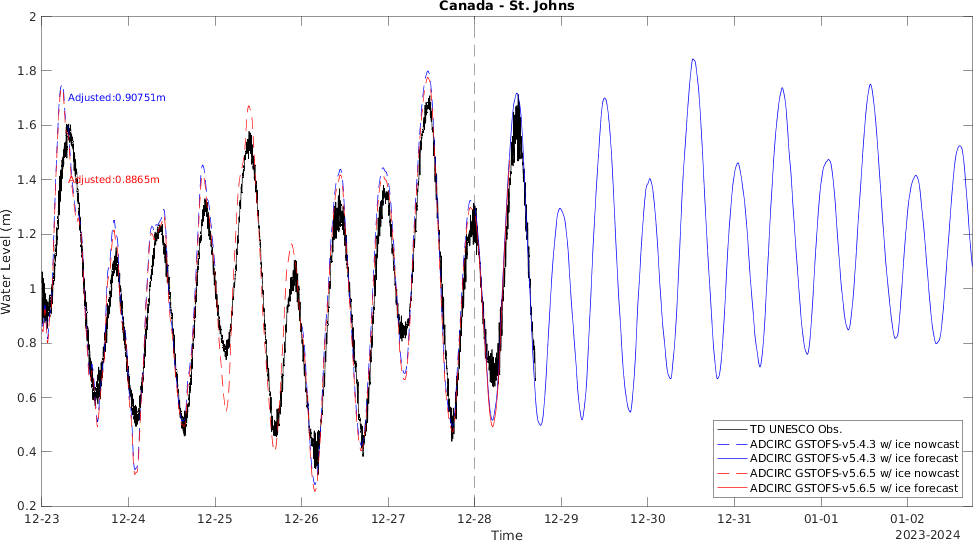 Canada - St. Johns
2
1.8
1.6
1.4
1.2
1
0.8
0.6
0.4
0.2
Water Level (m)
Adjusted:0.90751m
Adjusted:0.8865m
TD UNESCO Obs.
ADCIRC GSTOFS-v5.4.3 w/ ice nowcast
ADCIRC GSTOFS-v5.4.3 w/ ice forecast
ADCIRC GSTOFS-v5.6.5 w/ ice nowcast
ADCIRC GSTOFS-v5.6.5 w/ ice forecast
12-23 12-24 12-25 12-26 12-27 12-28 12-29 12-30 12-31 01-01 01-02
Time
2023-2024